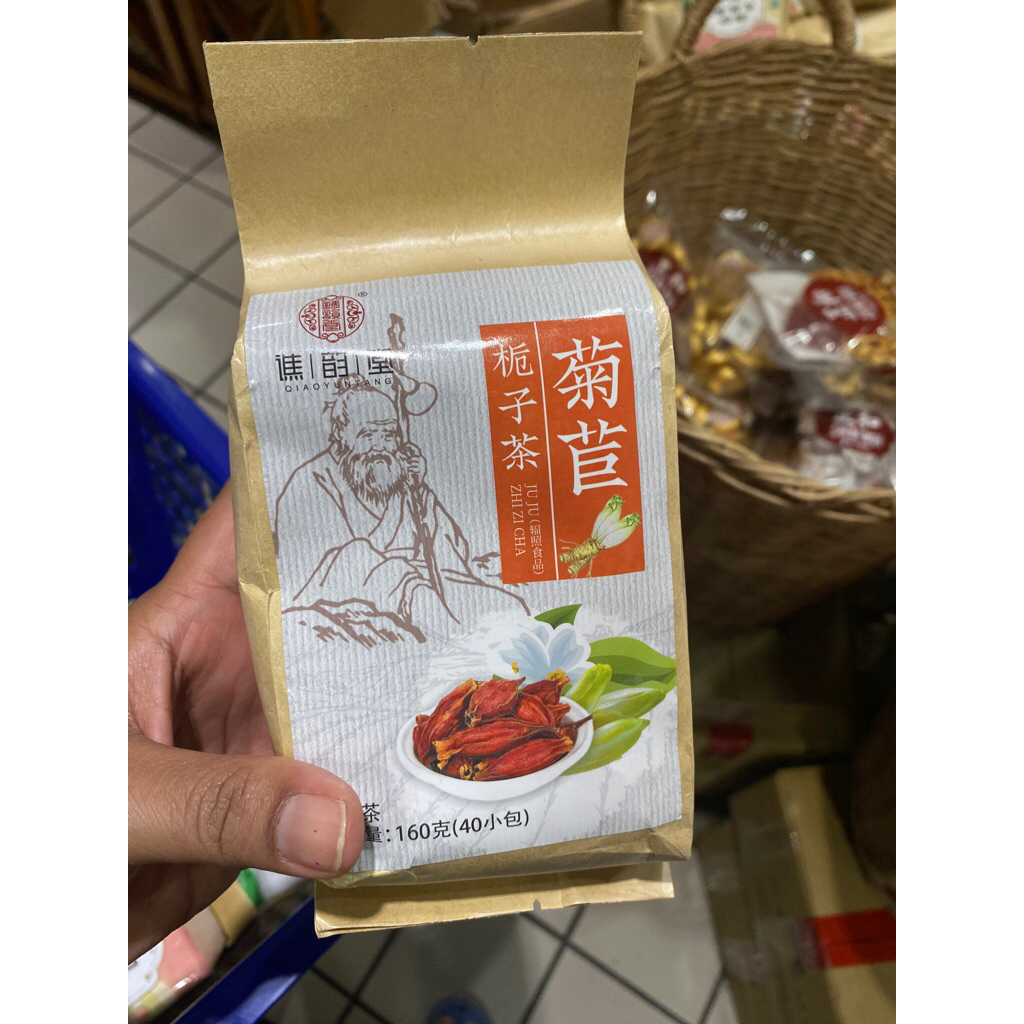 ®
谯韵堂
QIAOYUNTANG
菊苣
栀子茶
JU JU(辐照食品)
ZHI ZI CHA
茶
量:160克(40小包)